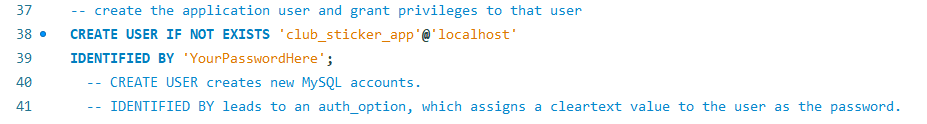 37 -- create the application user and grant privileges to that user
38 CREATE USER IF NOT EXISTS 'club_sticker_app'@'localhost'
39 IDENTIFIED BY 'YourPasswordHere';
40 -- CREATE USER creates new MySQL accounts.
41 -- IDENTIFIED BY leads to an auth_option, which assigns a cleartext value to the user as the password.